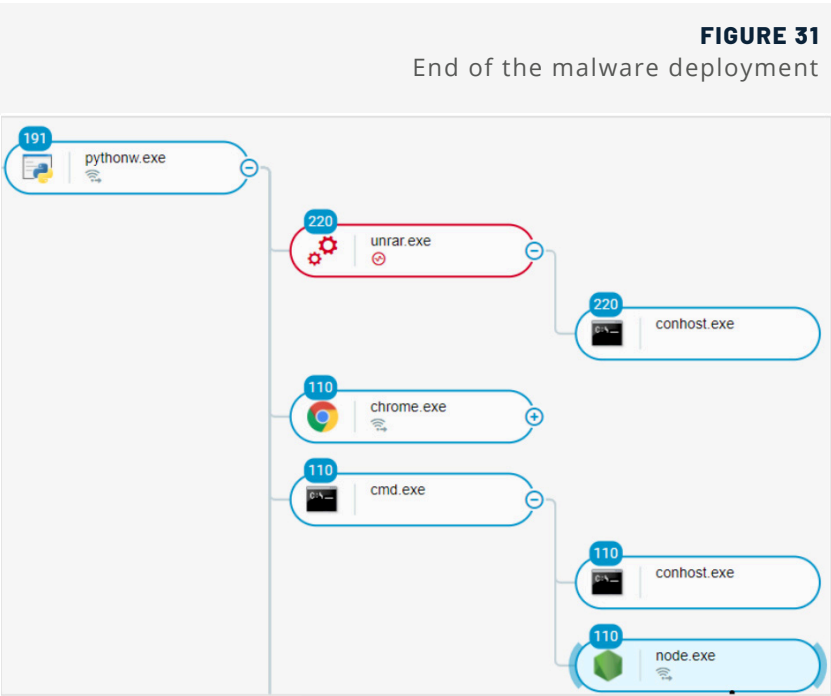 FIGURE 31
End of the malware deployment
191
pythonw.exe
220
unrar.exe
220
conhost.exe
110
chrome.exe
110
cmd.exe
110
conhost.exe
110
node.exe